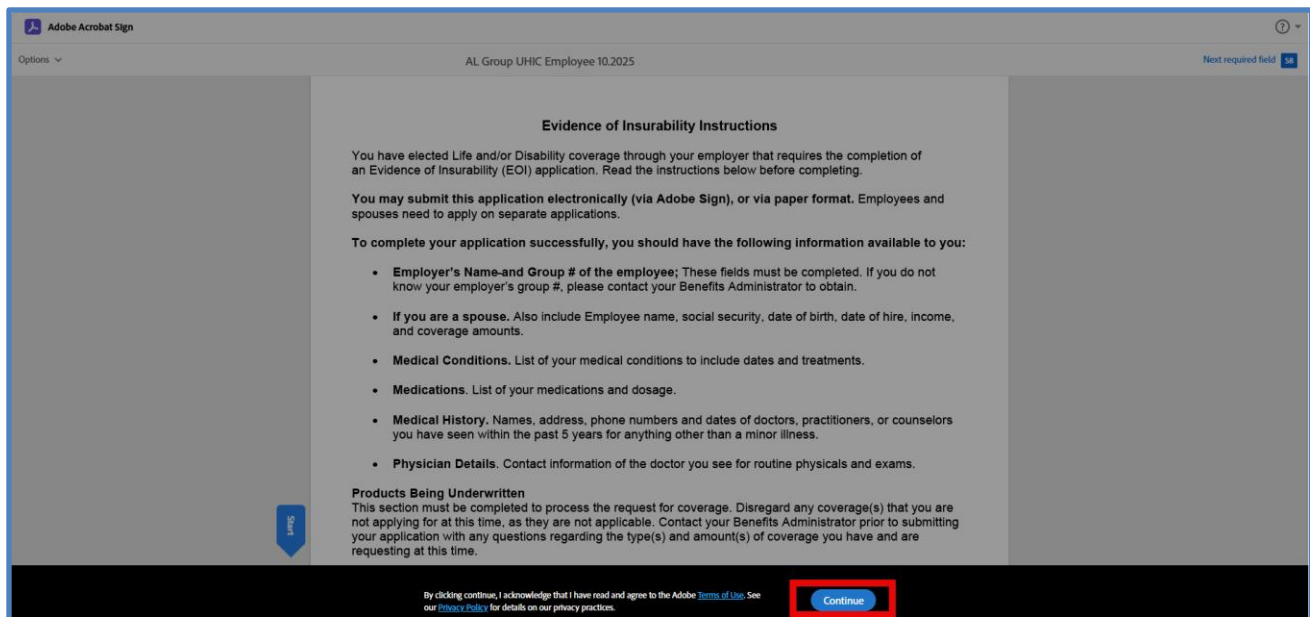 Adobe Acrobat Sign
Options
AL Group UHIC Employee 10.2025
Next required field 58
Evidence of Insurability Instructions
You have elected Life and/or Disability coverage through your employer that requires the completion of
an Evidence of Insurability (EOI) application. Read the instructions below before completing.
You may submit this application electronically (via Adobe Sign), or via paper format. Employees and
spouses need to apply on separate applications.
To complete your application successfully, you should have the following information available to you:
• Employer's Name-and Group # of the employee; These fields must be completed. If you do not
know your employer's group #, please contact your Benefits Administrator to obtain.
• If you are a spouse. Also include Employee name, social security, date of birth, date of hire, income,
and coverage amounts.
• Medical Conditions. List of your medical conditions to include dates and treatments.
• Medications. List of your medications and dosage.
• Medical History. Names, address, phone numbers and dates of doctors, practitioners, or counselors
you have seen within the past 5 years for anything other than a minor illness.
• Physician Details. Contact information of the doctor you see for routine physicals and exams.
Products Being Underwritten
This section must be completed to process the request for coverage. Disregard any coverage(s) that you are
not applying for at this time, as they are not applicable. Contact your Benefits Administrator prior to submitting
your application with any questions regarding the type(s) and amount(s) of coverage you have and are
requesting at this time.
Start
By clicking continue, I acknowledge that I have read and agree to the Adobe Terms of Use. See
our Privacy Policy for details on our privacy practices.
Continue